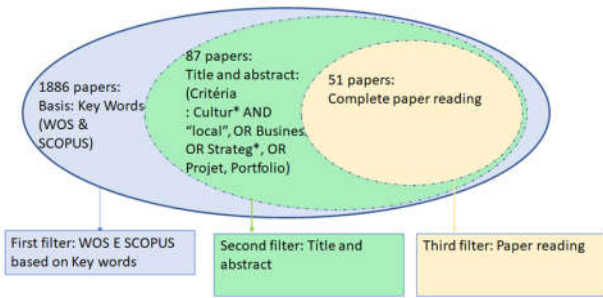 1886 papers:
Basis: Key Words
(WOS &
SCOPUS)
87 papers:
Title and abstract:
(Critéria
: Cultur* AND
“local”, OR Busines
OR Strateg*, OR
Projet, Portfolio)
51 papers:
Complete paper reading
First filter: WOS E SCOPUS
based on Key words
Second filter: Títle and
abstract
Third filter: Paper reading